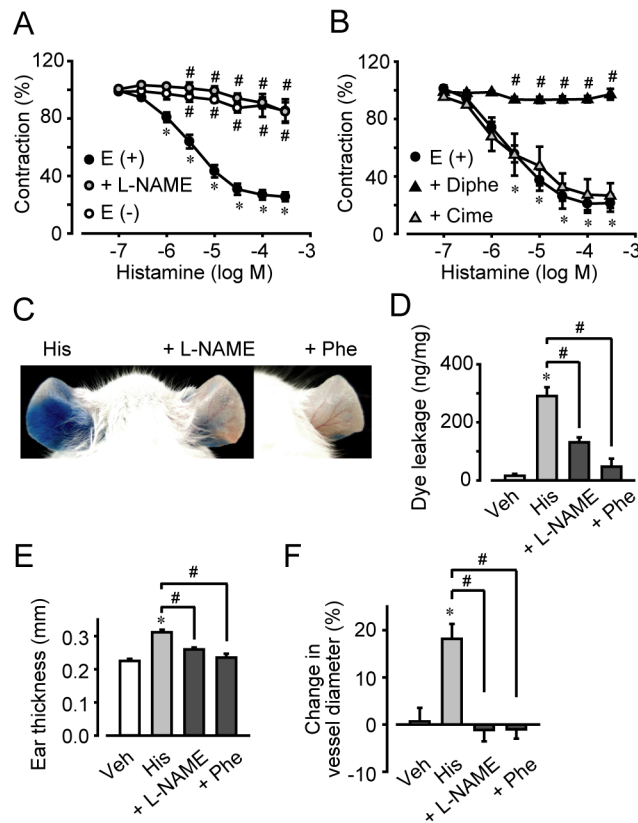 A
Contraction (%)
120
80
40
0
# # # # #
# # # # #
* * * * * *
E (+)
+ L-NAME
E (-)
-7 -6 -5 -4 -3
Histamine (log M)
B
Contraction (%)
120
80
40
0
# # # # #
* * * * *
E (+)
+ Diphe
+ Cime
-7 -6 -5 -4 -3
Histamine (log M)
C
His + L-NAME + Phe
D
Dye leakage (ng/mg)
400
200
0
#
#
*
Veh His + L-NAME + Phe
E
Ear thickness (mm)
0.3
0.2
0.1
0.0
#
#
*
Veh His + L-NAME + Phe
F
Change in
vessel diameter (%)
20
10
0
-10
#
#
*
Veh His + L-NAME + Phe